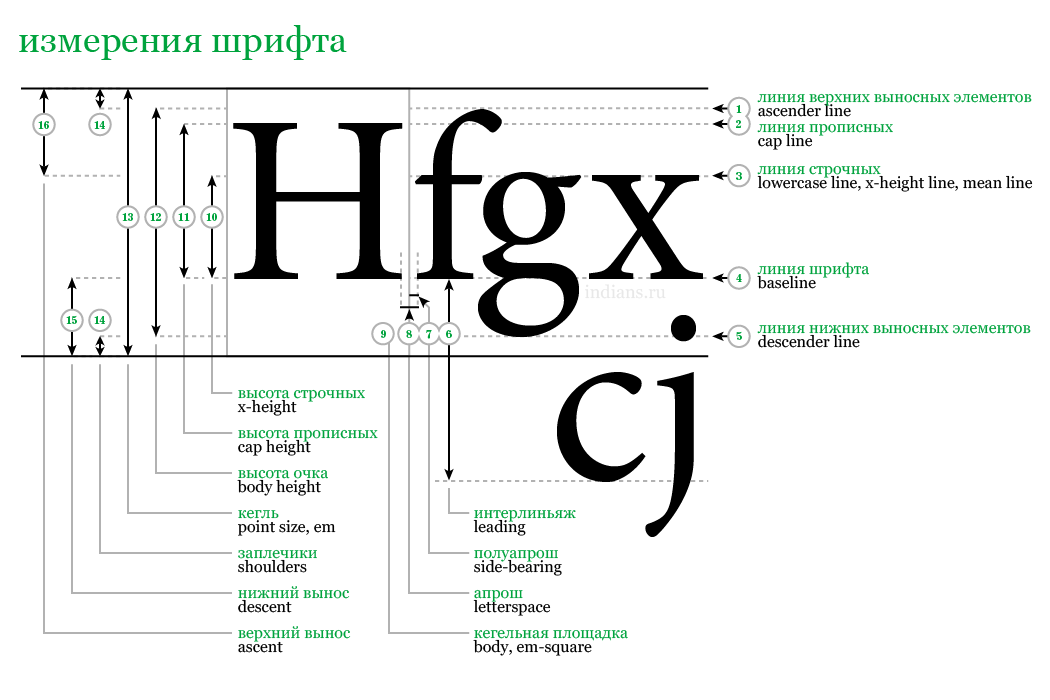 измерения шрифта
1
линия верхних выносных элементов
ascender line
2
линия прописных
cap line
3
линия строчных
lowercase line, x-height line, mean line
16
14
13
12
11
10
Hfgx
4
линия шрифта
baseline
indians.ru
15
14
9
8
7
6
5
линия нижних выносных элементов
descender line
cj
высота строчных
x-height
высота прописных
cap height
высота очка
body height
кегль
point size, em
заплечики
shoulders
нижний вынос
descent
верхний вынос
ascent
интерлиньяж
leading
полуапрош
side-bearing
апрош
letterspace
кегельная площадка
body, em-square